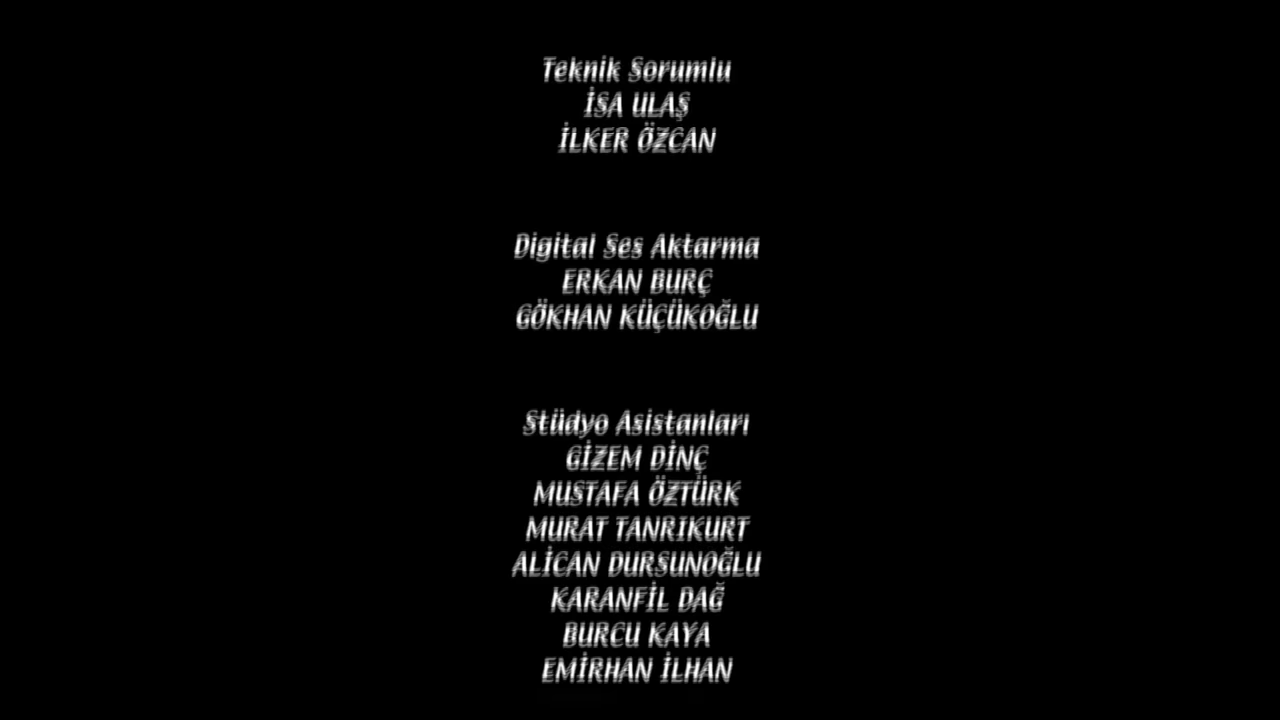 Teknik Sorumlu
İSA ULAŞ
İLKER ÖZCAN
Digital Ses Aktarma
ERKAN BURÇ
GÖKHAN KÜÇÜKOĞLU
Stüdyo Asistanları
GİZEM DİNÇ
MUSTAFA ÖZTÜRK
MURAT TANRIKURT
ALİCAN DURSUNOĞLU
KARANFİL DAĞ
BURCU KAYA
EMİRHAN İLHAN